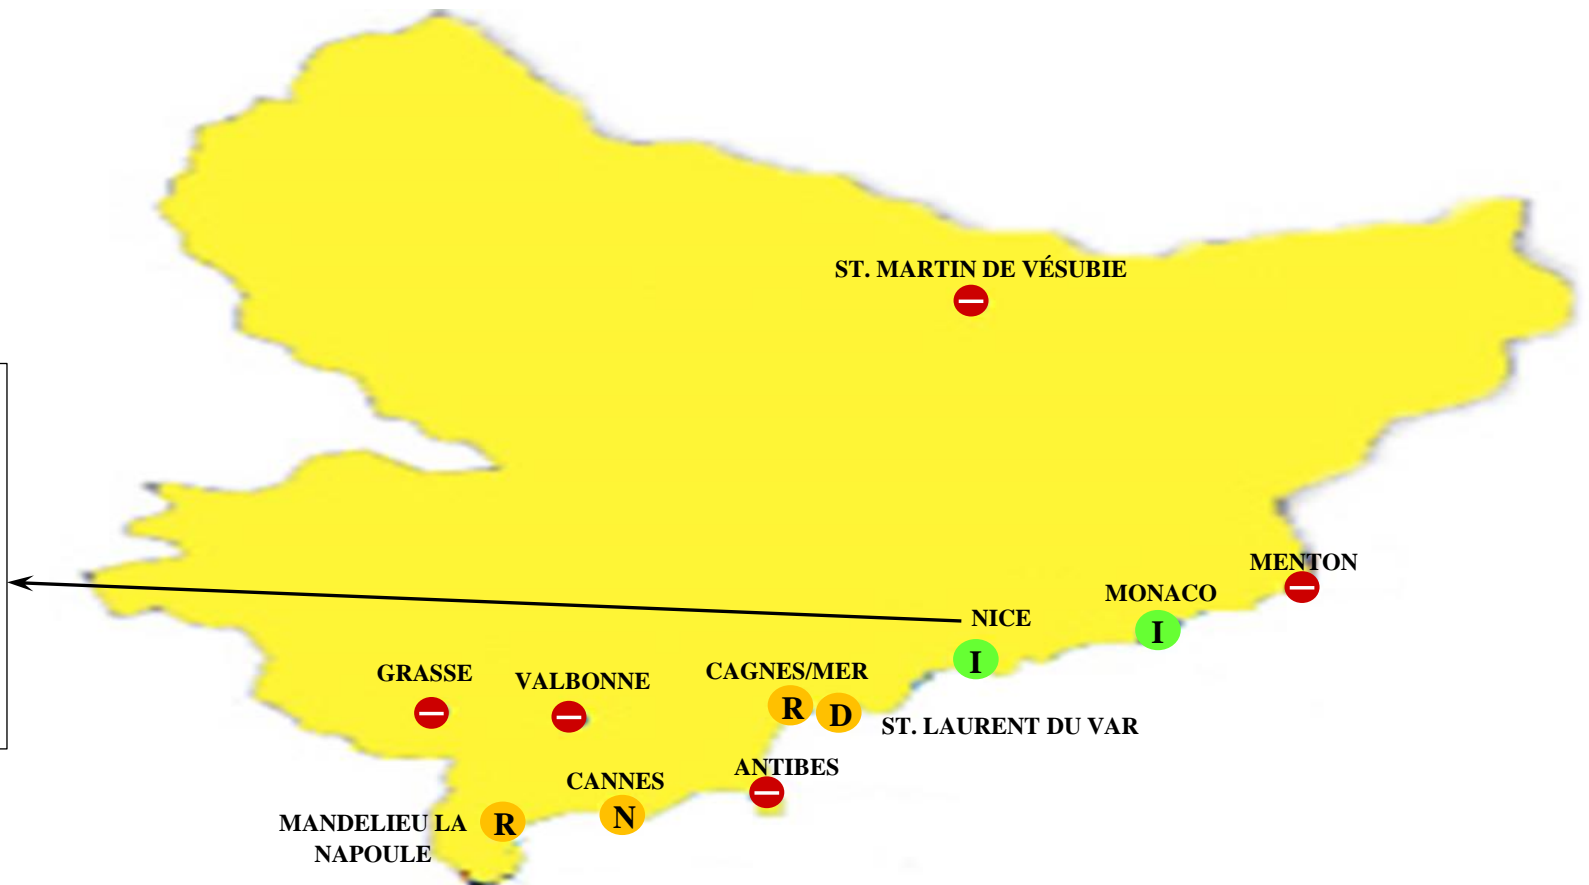 ST. MARTIN DE VÉSUBIE
MENTON
MONACO
I
NICE
I
GRASSE
VALBONNE
CAGNES/MER
R
D
ST. LAURENT DU VAR
ANTIBES
CANNES
N
MANDELIEU LA
NAPOULE
R